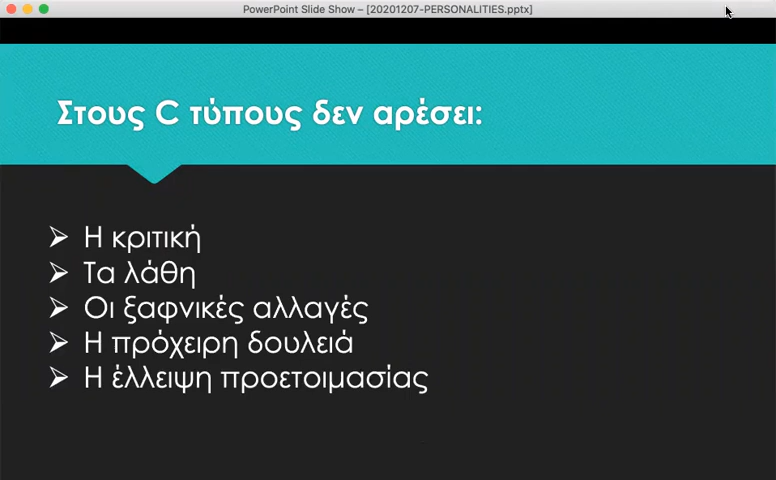 PowerPoint Slide Show – [20201207-PERSONALITIES.pptx]
Στους C τύπους δεν αρέσει:
➢ Η κριτική
➢ Τα λάθη
➢ Οι ξαφνικές αλλαγές
➢ Η πρόχειρη δουλειά
➢ Η έλλειψη προετοιμασίας